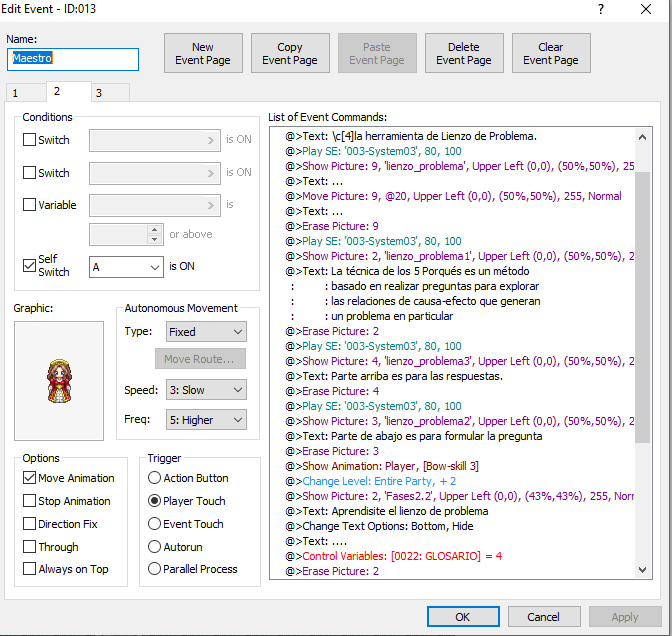 Edit Event - ID:013
?
Name:
Maestro
New
Event Page
Copy
Event Page
Paste
Event Page
Delete
Event Page
Clear
Event Page
1
2
3
Conditions
Switch
is ON
Switch
is ON
Variable
is
or above
Self
Switch
A
is ON
Graphic:
Autonomous Movement
Type:
Fixed
Move Route...
Speed:
3: Slow
Freq:
5: Higher
Options
Move Animation
Stop Animation
Direction Fix
Through
Always on Top
Trigger
Action Button
Player Touch
Event Touch
Autorun
Parallel Process
List of Event Commands:
@>Text: \c[4]la herramienta de Lienzo de Problema.
@>Play SE: '003-System03', 80, 100
@>Show Picture: 9, 'lienzo_problema', Upper Left (0,0), (50%,50%), 25
@>Text: ...
@>Move Picture: 9, @20, Upper Left (0,0), (50%,50%), 255, Normal
@>Text: ...
@>Erase Picture: 9
@>Play SE: '003-System03', 80, 100
@>Show Picture: 2, 'lienzo_problema1', Upper Left (0,0), (50%,50%), 2
@>Text: La técnica de los 5 Porqués es un método
: : basado en realizar preguntas para explorar
: : las relaciones de causa-efecto que generan
: : un problema en particular
@>Erase Picture: 2
@>Play SE: '003-System03', 80, 100
@>Show Picture: 4, 'lienzo_problema3', Upper Left (0,0), (50%,50%), 2
@>Text: Parte arriba es para las respuestas.
@>Erase Picture: 4
@>Play SE: '003-System03', 80, 100
@>Show Picture: 3, 'lienzo_problema2', Upper Left (0,0), (50%,50%), 2
@>Text: Parte de abajo es para formular la pregunta
@>Erase Picture: 3
@>Show Animation: Player, [Bow-skill 3]
@>Change Level: Entire Party, + 2
@>Show Picture: 2, 'Fases2.2', Upper Left (0,0), (43%,43%), 255, Norr
@>Text: Aprendisite el lienzo de problema
@>Change Text Options: Bottom, Hide
@>Text: ....
@>Control Variables: [0022: GLOSARIO] = 4
@>Erase Picture: 2
OK
Cancel
Apply